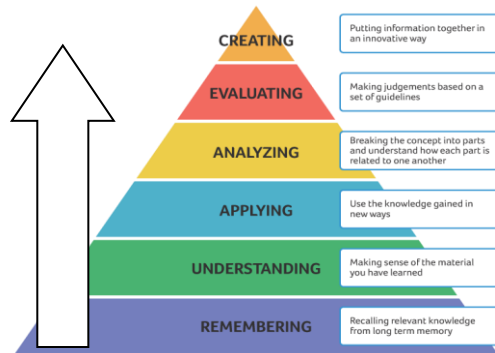 CREATING
Putting information together in
an innovative way
EVALUATING
Making judgements based on a
set of guidelines
ANALYZING
Breaking the concept into parts
and understand how each part is
related to one another
APPLYING
Use the knowledge gained in
new ways
UNDERSTANDING
Making sense of the material
you have learned
REMEMBERING
Recalling relevant knowledge
from long term memory